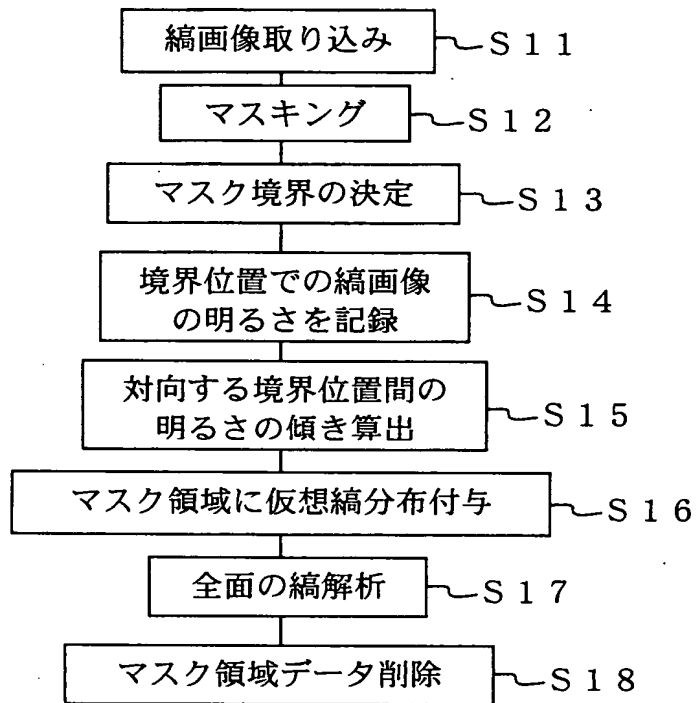 縞画像取り込み S11
マスキング S12
マスク境界の決定 S13
境界位置での縞画像
の明るさを記録 S14
対向する境界位置間の
明るさの傾き算出 S15
マスク領域に仮想縞分布付与 S16
全面の縞解析 S17
マスク領域データ削除 S18